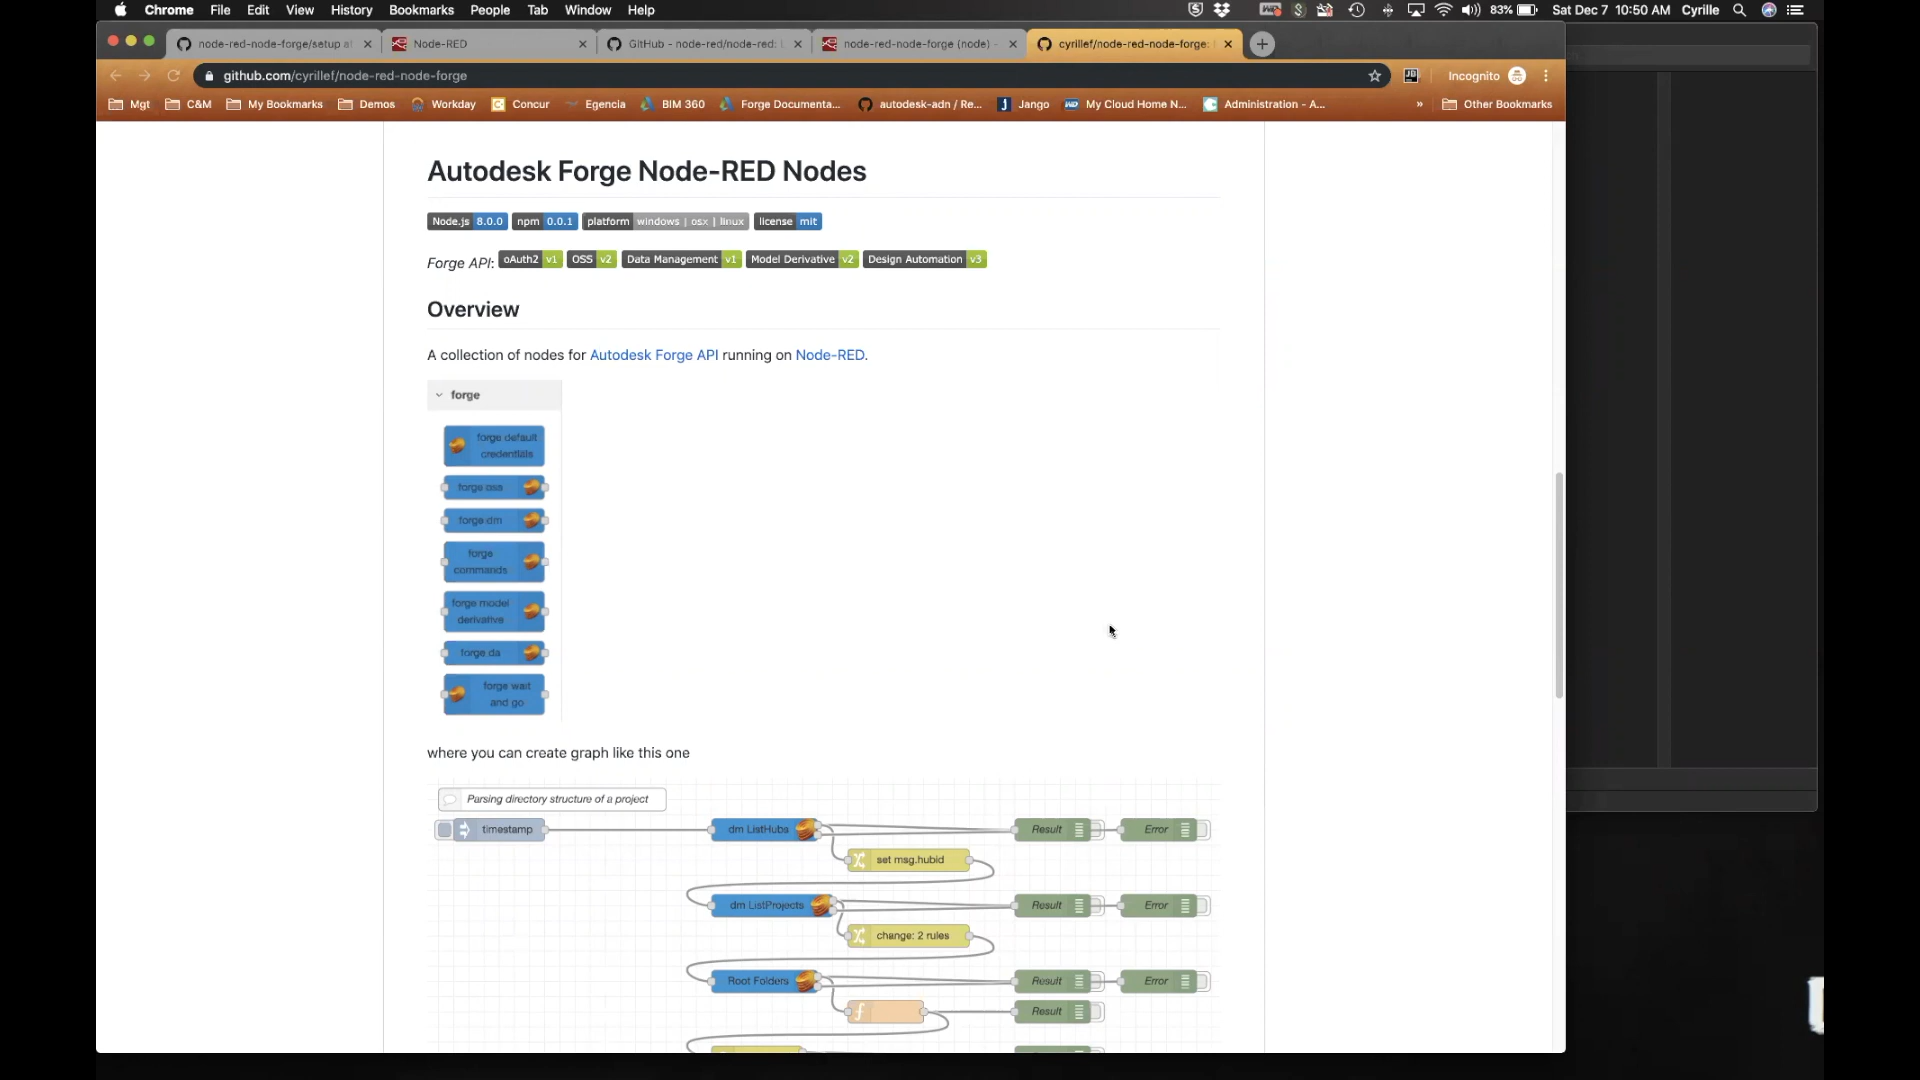 Chrome File Edit View History Bookmarks People Tab Window Help 83% Sat Dec 7 10:50 AM Cyrille
node-red-node-forge/setup at Node-RED GitHub - node-red/node-red: node-red-node-forge (node) - cyrillef/node-red-node-forge:
github.com/cyrillef/node-red-node-forge Incognito
Mgt C&M My Bookmarks Demos Workday Concur Egencia BIM 360 Forge Documenta... autodesk-adn / Re... Jango My Cloud Home N... Administration - A... » Other Bookmarks
Autodesk Forge Node-RED Nodes
Node.js 8.0.0 npm 0.0.1 platform windows | osx | linux license mit
Forge API: oAuth2 v1 OSS v2 Data Management v1 Model Derivative v2 Design Automation v3
Overview
A collection of nodes for Autodesk Forge API running on Node-RED.
forge
forge default
credentials
forge oss
forge dm
forge
commands
forge model
derivative
forge da
forge wait
and go
where you can create graph like this one
Parsing directory structure of a project
timestamp dm ListHubs Result Error
set msg.hubid
dm ListProjects Result Error
change: 2 rules
Root Folders Result Error
f Result